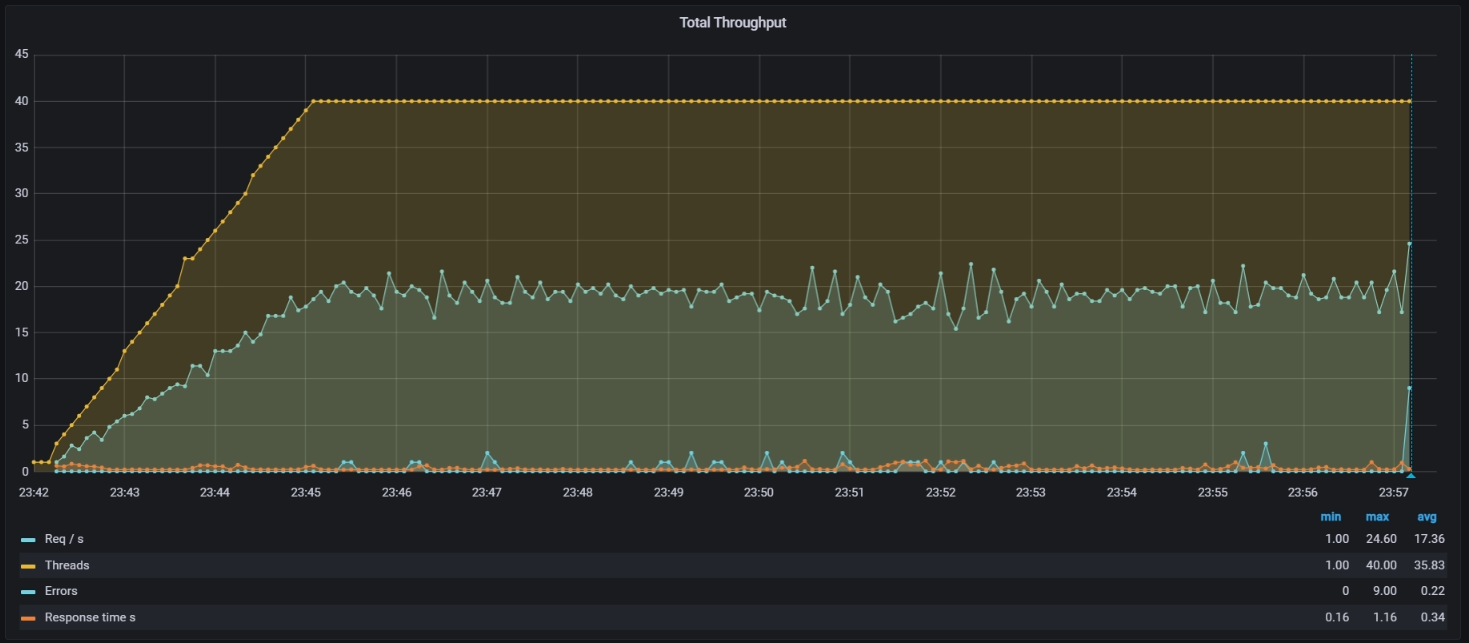 Total Throughput
45
40
35
30
25
20
15
10
5
0
23:42 23:43 23:44 23:45 23:46 23:47 23:48 23:49 23:50 23:51 23:52 23:53 23:54 23:55 23:56 23:57
min max avg
Req / s 1.00 24.60 17.36
Threads 1.00 40.00 35.83
Errors 0 9.00 0.22
Response time s 0.16 1.16 0.34